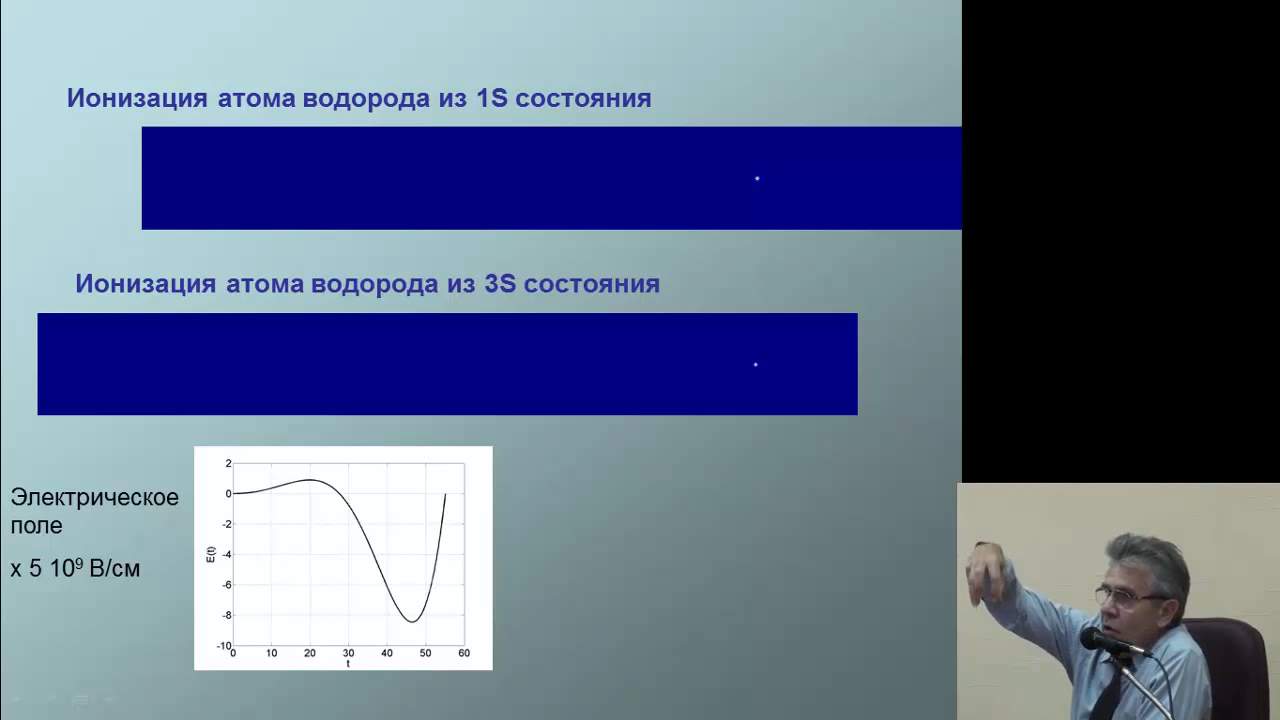 Ионизация атома водорода из 1S состояния
Ионизация атома водорода из 3S состояния
Электрическое
поле
x 5 10⁹ В/см
2
0
-2
-4
-6
-8
-10
E(t)
0 10 20 30 40 50 60
t